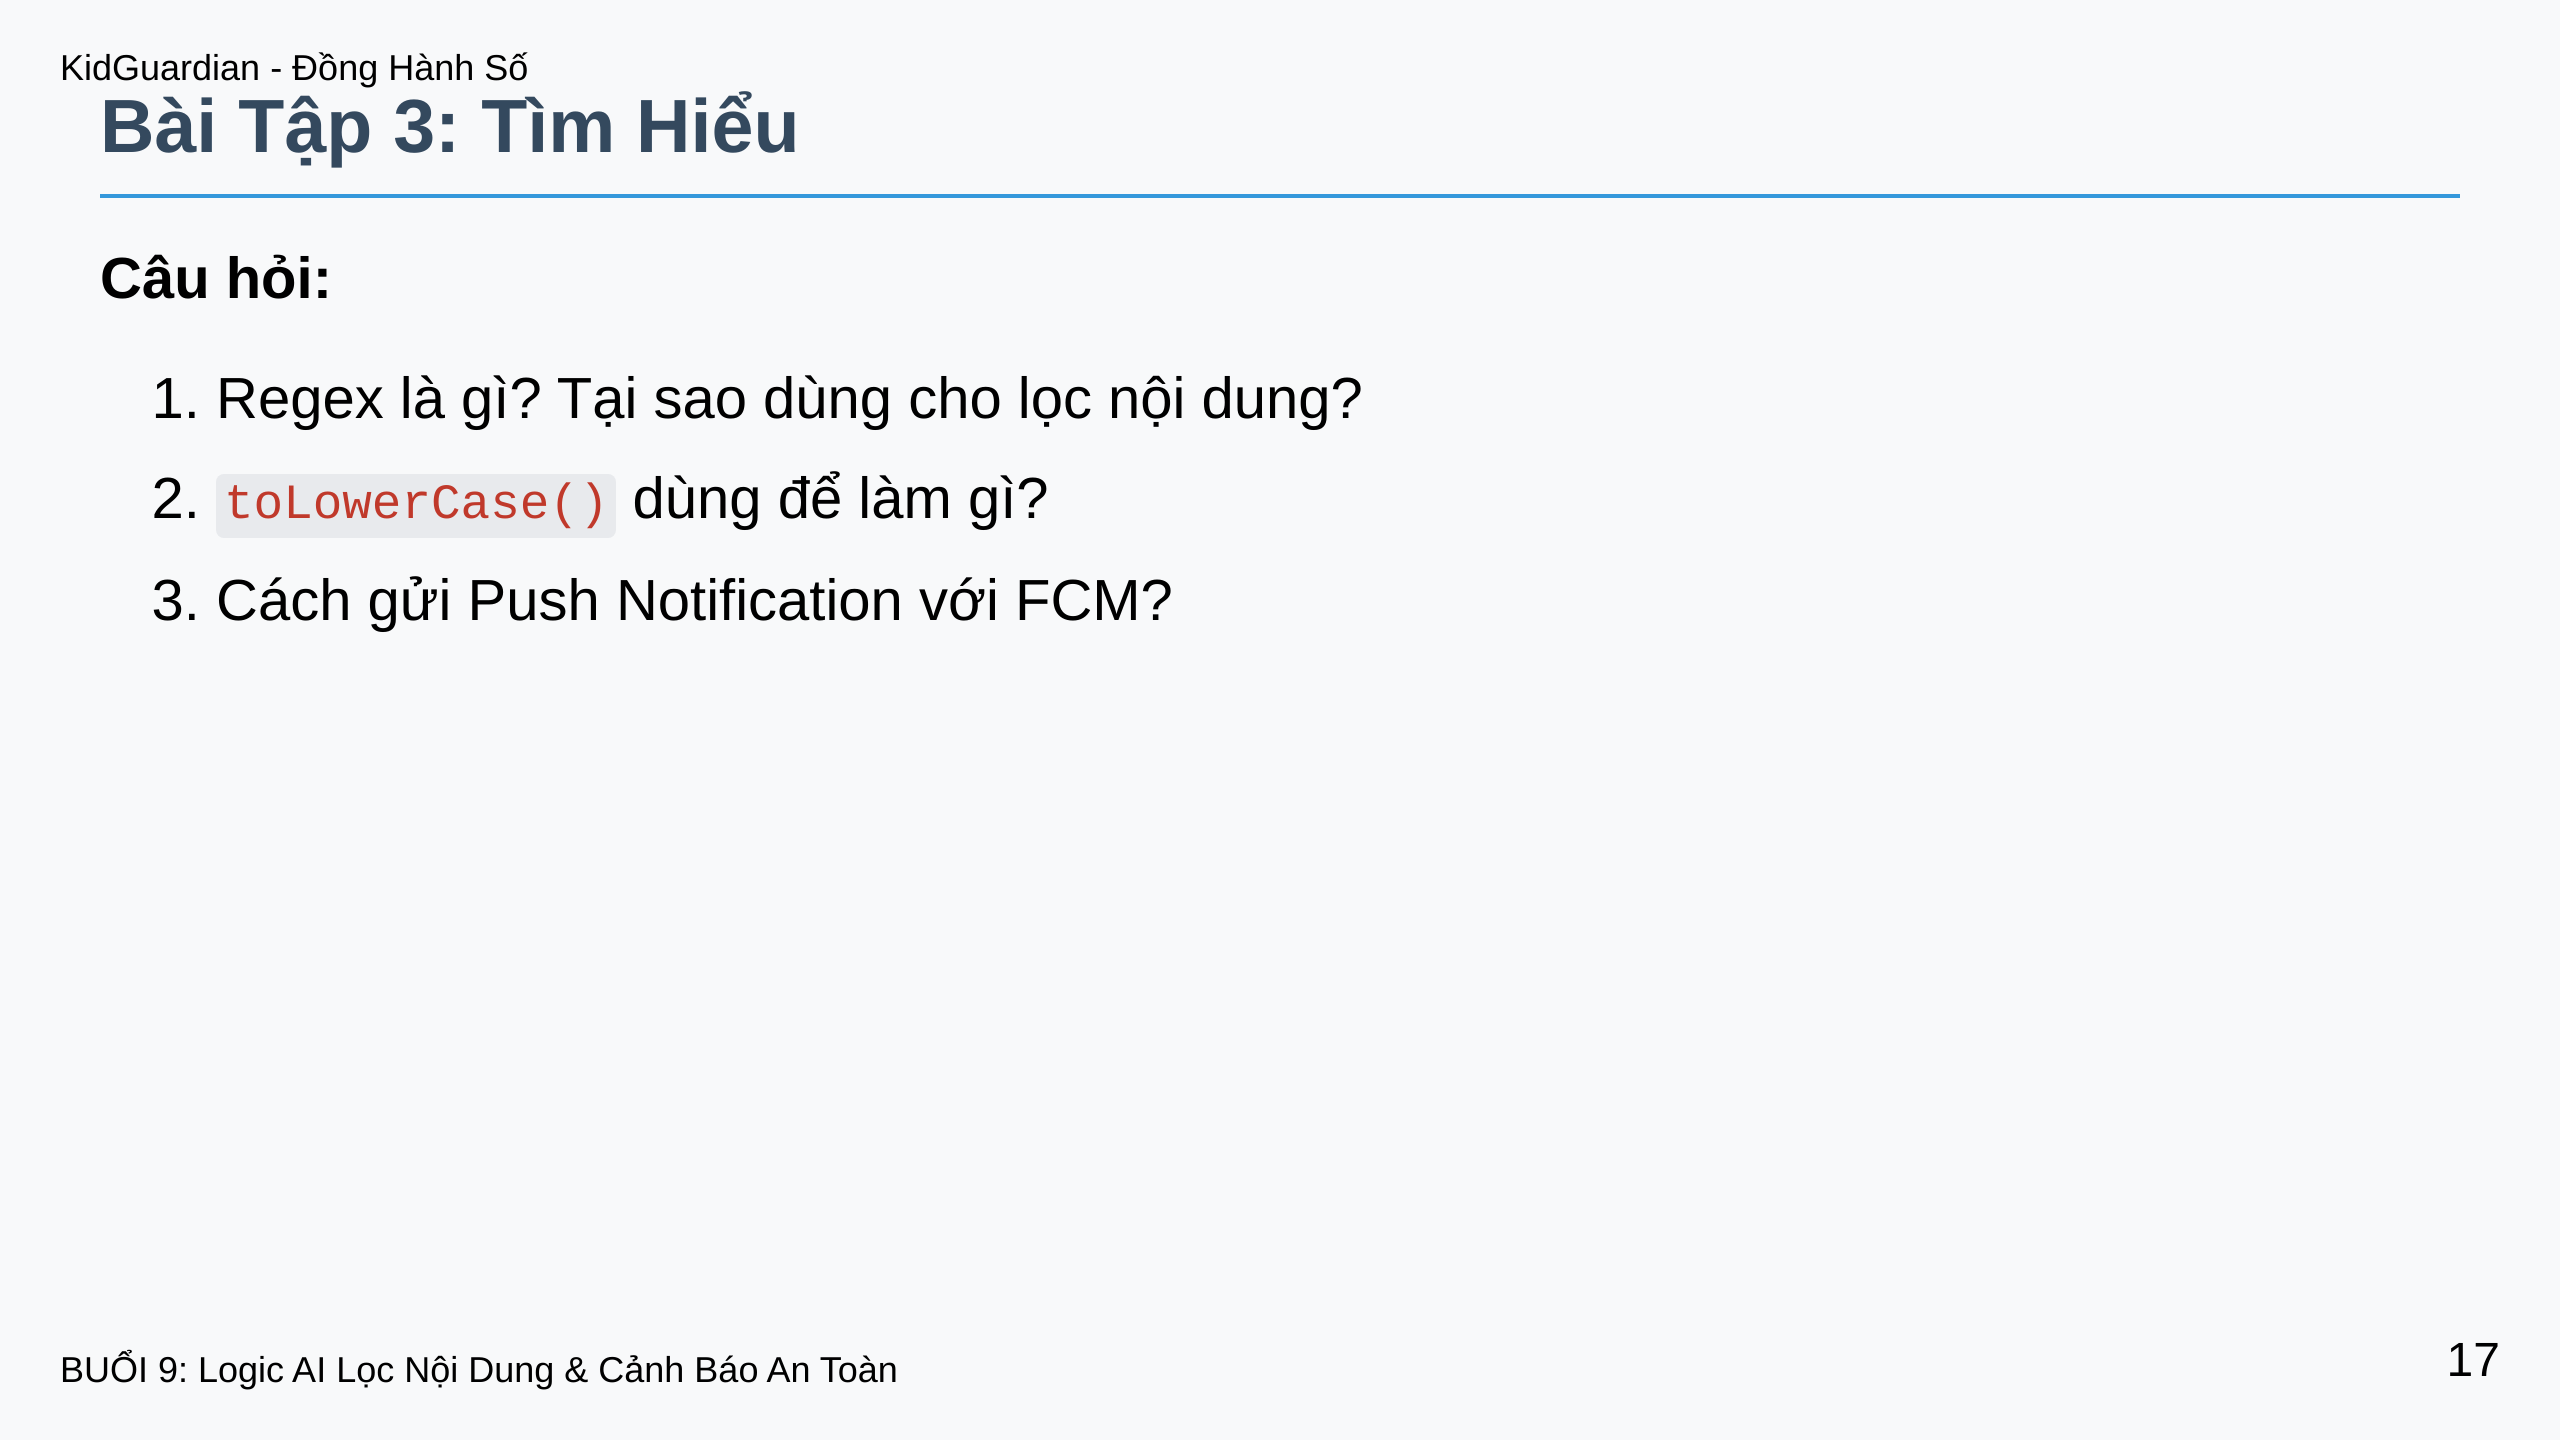 KidGuardian - Đồng Hành Số
Bài Tập 3: Tìm Hiểu
Câu hỏi:
1. Regex là gì? Tại sao dùng cho lọc nội dung?
2. toLowerCase() dùng để làm gì?
3. Cách gửi Push Notification với FCM?
BUỔI 9: Logic AI Lọc Nội Dung & Cảnh Báo An Toàn
17